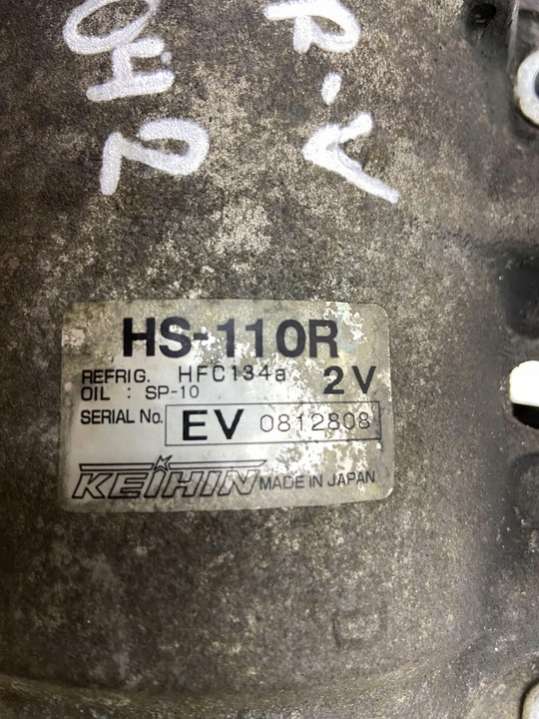 HS-110R
REFRIG. HFC134a 2V
OIL : SP-10
SERIAL No. EV 0812808
KEIHIN MADE IN JAPAN